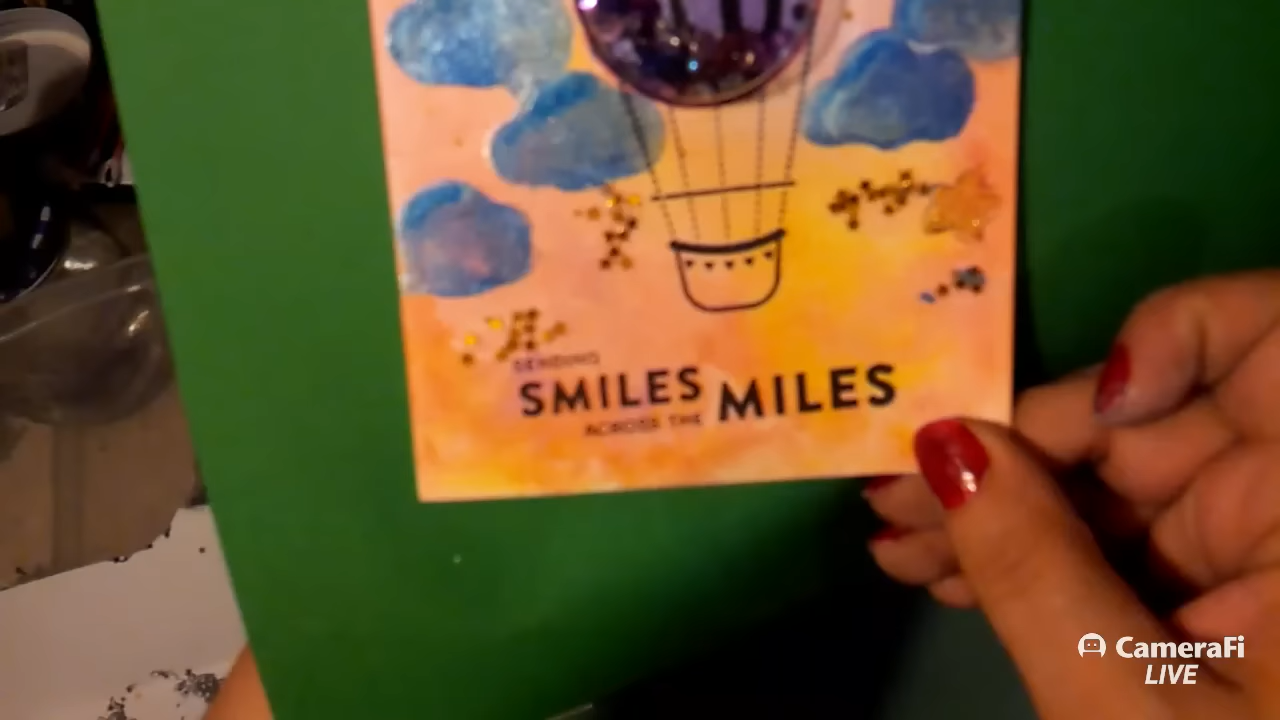 SENDING
SMILES MILES
ACROSS THE
CameraFi
LIVE